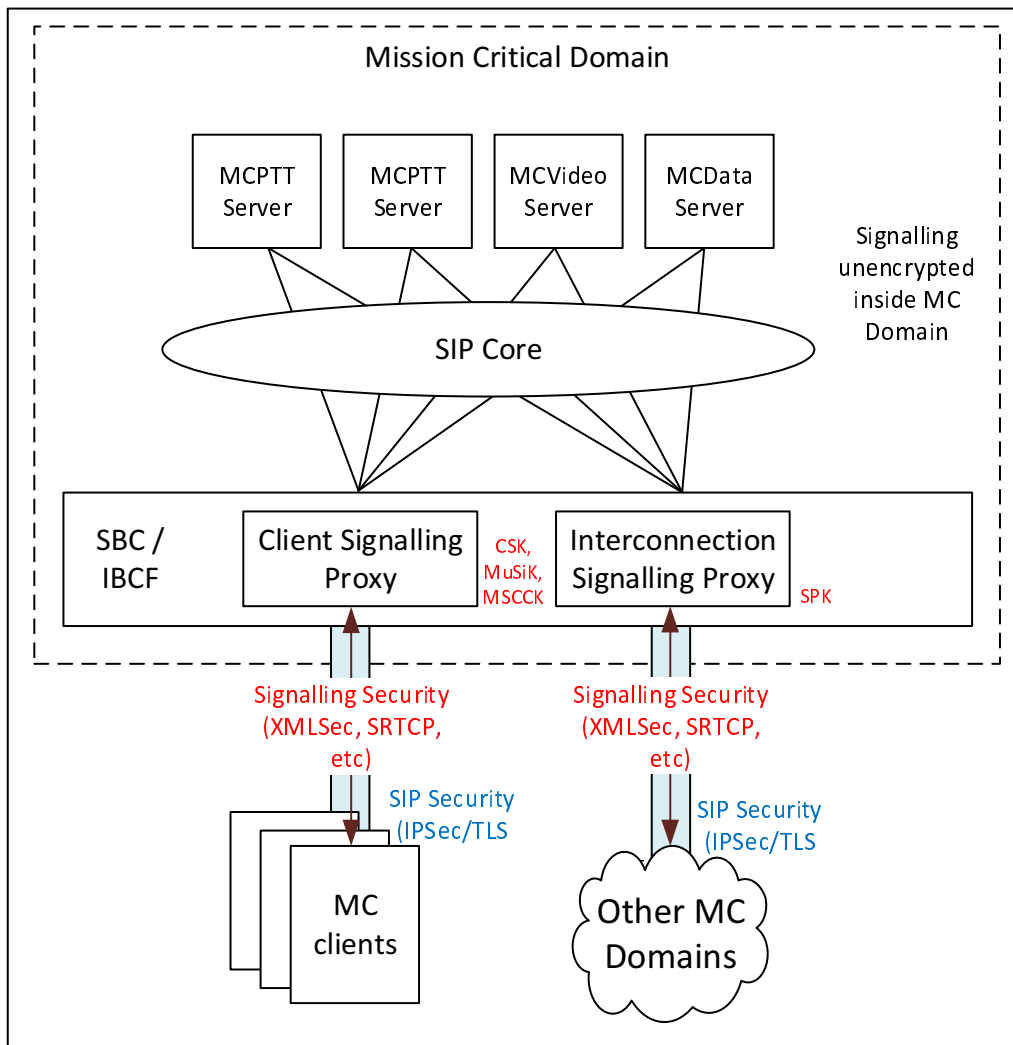 Mission Critical Domain
MCPTT
Server
MCPTT
Server
MCVideo
Server
MCData
Server
Signalling
unencrypted
inside MC
Domain
SIP Core
SBC /
IBCF
Client Signalling
Proxy
CSK,
MuSiK,
MSCCK
Interconnection
Signalling Proxy
SPK
Signalling Security
(XMLSec, SRTCP,
etc)
Signalling Security
(XMLSec, SRTCP,
etc)
SIP Security
(IPSec/TLS
SIP Security
(IPSec/TLS
MC
clients
Other MC
Domains